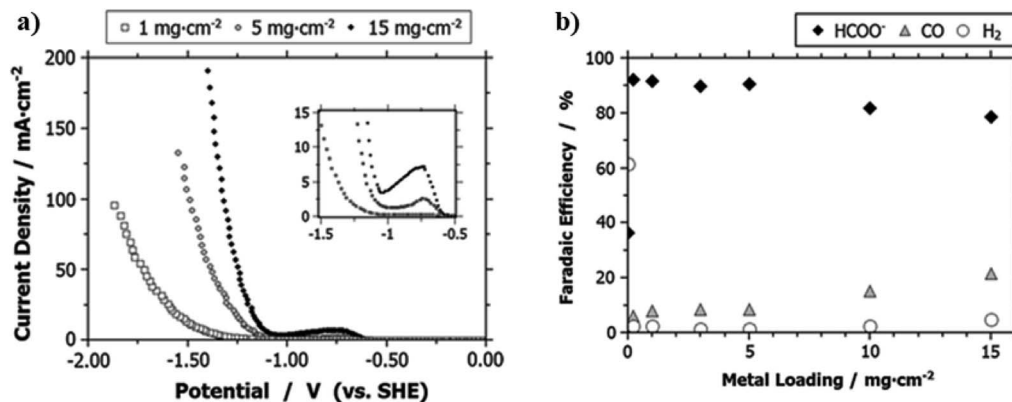 a)
□ 1 mg·cm-2 ◇ 5 mg·cm-2 ◆ 15 mg·cm-2
Current Density / mA·cm-2
200
150
100
50
0
-2.00 -1.50 -1.00 -0.50 0.00
Potential / V (vs. SHE)
15
10
5
0
-1.5 -1 -0.5
b)
◆ HCOO- ▲ CO ○ H2
Faradaic Efficiency / %
100
80
60
40
20
0
0 5 10 15
Metal Loading / mg·cm-2